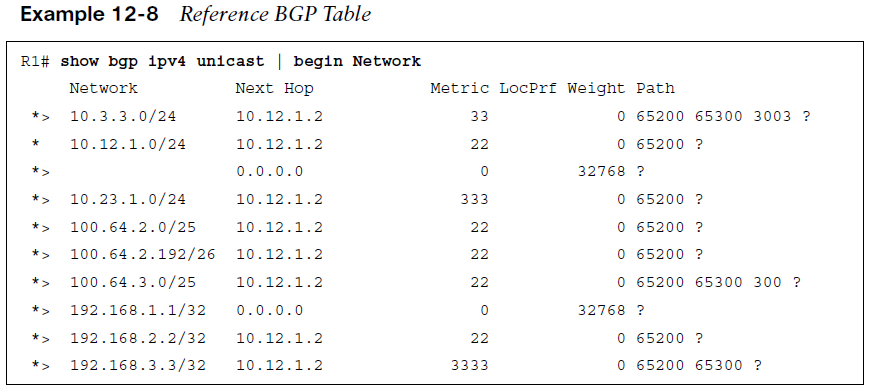 Example 12-8 Reference BGP Table
R1# show bgp ipv4 unicast | begin Network
Network Next Hop Metric LocPrf Weight Path
*> 10.3.3.0/24 10.12.1.2 33 0 65200 65300 3003 ?
* 10.12.1.0/24 10.12.1.2 22 0 65200 ?
*> 0.0.0.0 0 32768 ?
*> 10.23.1.0/24 10.12.1.2 333 0 65200 ?
*> 100.64.2.0/25 10.12.1.2 22 0 65200 ?
*> 100.64.2.192/26 10.12.1.2 22 0 65200 ?
*> 100.64.3.0/25 10.12.1.2 22 0 65200 65300 300 ?
*> 192.168.1.1/32 0.0.0.0 0 32768 ?
*> 192.168.2.2/32 10.12.1.2 22 0 65200 ?
*> 192.168.3.3/32 10.12.1.2 3333 0 65200 65300 ?